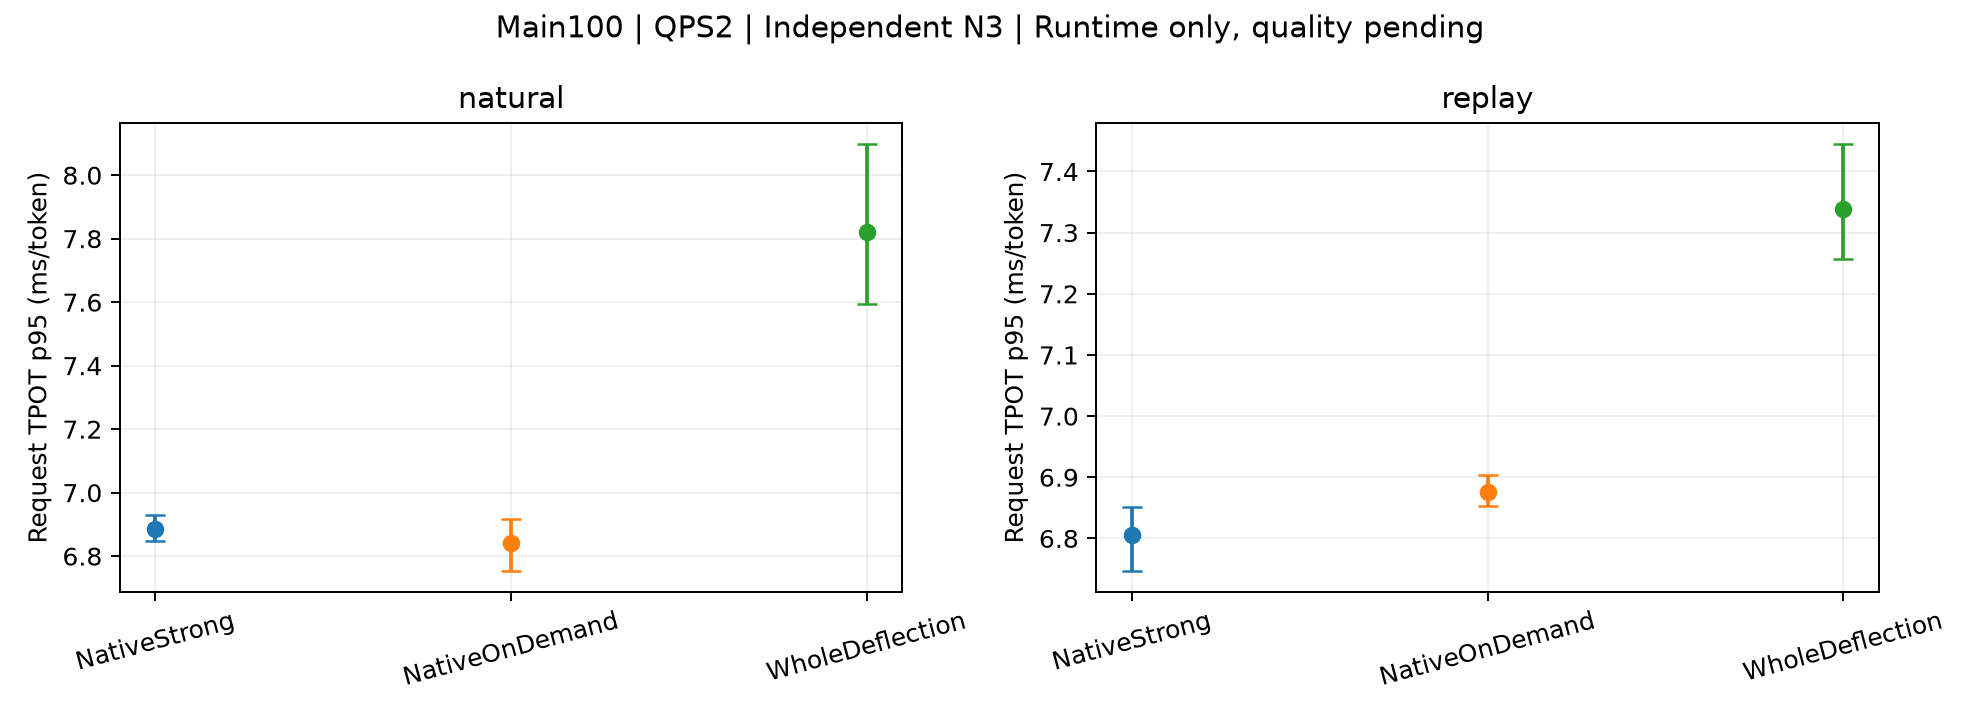 Main100 | QPS2 | Independent N3 | Runtime only, quality pending
natural
Request TPOT p95 (ms/token)
8.0
7.8
7.6
7.4
7.2
7.0
6.8
NativeStrong
NativeOnDemand
WholeDeflection
replay
Request TPOT p95 (ms/token)
7.4
7.3
7.2
7.1
7.0
6.9
6.8
NativeStrong
NativeOnDemand
WholeDeflection